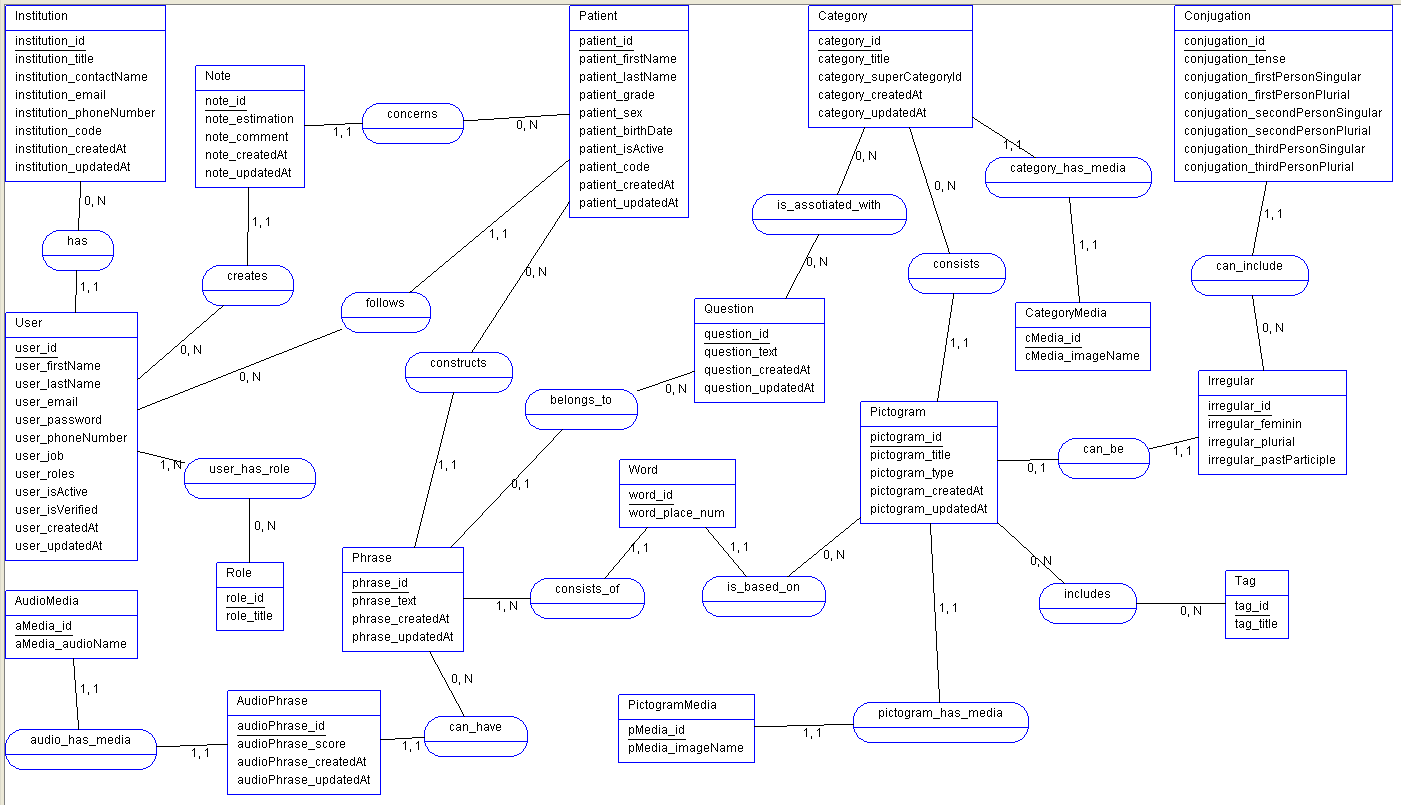 Institution
institution_id
institution_title
institution_contactName
institution_email
institution_phoneNumber
institution_code
institution_createdAt
institution_updatedAt
0, N
has
1, 1
Note
note_id
note_estimation
note_comment
note_createdAt
note_updatedAt
1, 1
concerns
0, N
1, 1
creates
0, N
Patient
patient_id
patient_firstName
patient_lastName
patient_grade
patient_sex
patient_birthDate
patient_isActive
patient_code
patient_createdAt
patient_updatedAt
1, 1
follows
0, N
0, N
constructs
1, 1
Category
category_id
category_title
category_superCategoryId
category_createdAt
category_updatedAt
0, N
is_assotiated_with
0, N
0, N
consists
1, 1
1, 1
category_has_media
1, 1
CategoryMedia
cMedia_id
cMedia_imageName
Conjugation
conjugation_id
conjugation_tense
conjugation_firstPersonSingular
conjugation_firstPersonPlurial
conjugation_secondPersonSingular
conjugation_secondPersonPlurial
conjugation_thirdPersonSingular
conjugation_thirdPersonPlurial
1, 1
can_include
0, N
User
user_id
user_firstName
user_lastName
user_email
user_password
user_phoneNumber
user_job
user_roles
user_isActive
user_isVerified
user_createdAt
user_updatedAt
1, N
user_has_role
0, N
Role
role_id
role_title
Question
question_id
question_text
question_createdAt
question_updatedAt
0, N
belongs_to
0, 1
Irregular
irregular_id
irregular_feminin
irregular_plurial
irregular_pastParticiple
1, 1
can_be
0, 1
Pictogram
pictogram_id
pictogram_title
pictogram_type
pictogram_createdAt
pictogram_updatedAt
Word
word_id
word_place_num
1, 1
consists_of
1, N
1, 1
is_based_on
0, N
0, N
includes
0, N
Tag
tag_id
tag_title
Phrase
phrase_id
phrase_text
phrase_createdAt
phrase_updatedAt
0, N
can_have
1, 1
AudioMedia
aMedia_id
aMedia_audioName
1, 1
audio_has_media
1, 1
AudioPhrase
audioPhrase_id
audioPhrase_score
audioPhrase_createdAt
audioPhrase_updatedAt
PictogramMedia
pMedia_id
pMedia_imageName
1, 1
pictogram_has_media
1, 1